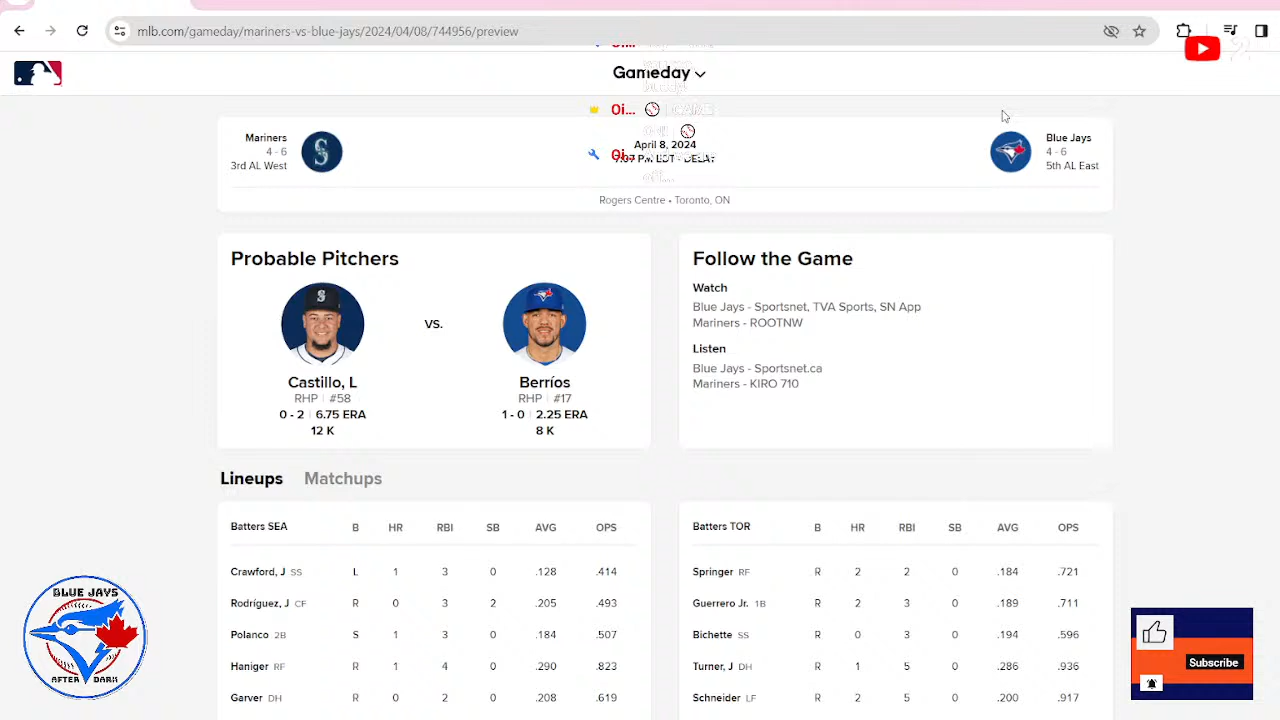 mlb.com/gameday/mariners-vs-blue-jays/2024/04/08/744956/preview
Gameday
Oi...
Mariners
4 - 6
3rd AL West
April 8, 2024
Oi...
Blue Jays
4 - 6
5th AL East
Rogers Centre • Toronto, ON
Probable Pitchers
VS.
Castillo, L
RHP | #58
0 - 2 | 6.75 ERA
12 K
Berríos
RHP | #17
1 - 0 | 2.25 ERA
8 K
Follow the Game
Watch
Blue Jays - Sportsnet, TVA Sports, SN App
Mariners - ROOTNW
Listen
Blue Jays - Sportsnet.ca
Mariners - KIRO 710
Lineups Matchups
Batters SEA B HR RBI SB AVG OPS
Crawford, J SS L 1 3 0 .128 .414
Rodríguez, J CF R 0 3 2 .205 .493
Polanco 2B S 1 3 0 .184 .507
Haniger RF R 1 4 0 .290 .823
Garver DH R 0 2 0 .208 .619
Batters TOR B HR RBI SB AVG OPS
Springer RF R 2 2 0 .184 .721
Guerrero Jr. 1B R 2 3 0 .189 .711
Bichette SS R 0 3 0 .194 .596
Turner, J DH R 1 5 0 .286 .936
Schneider LF R 2 5 0 .200 .917
BLUE JAYS
AFTER DARK
Subscribe